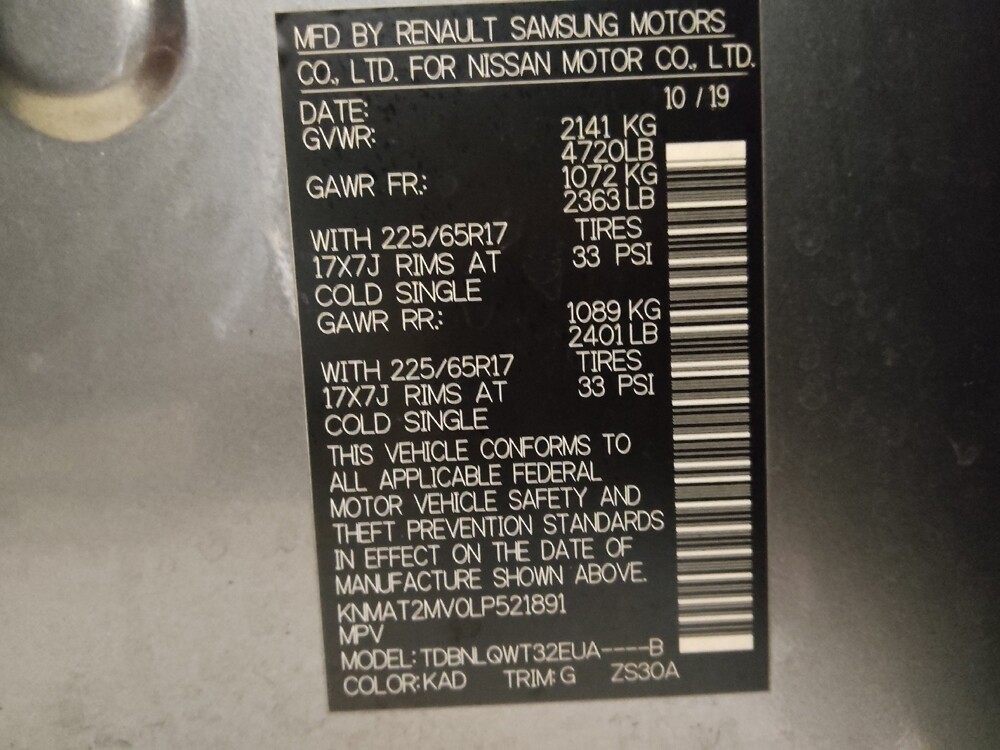 MFD BY RENAULT SAMSUNG MOTORS
CO., LTD. FOR NISSAN MOTOR CO., LTD.
DATE: 10 / 19
GVWR: 2141 KG
4720LB
GAWR FR.: 1072 KG
2363 LB
WITH 225/65R17 TIRES
17X7J RIMS AT 33 PSI
COLD SINGLE
GAWR RR.: 1089 KG
2401 LB
WITH 225/65R17 TIRES
17X7J RIMS AT 33 PSI
COLD SINGLE
THIS VEHICLE CONFORMS TO
ALL APPLICABLE FEDERAL
MOTOR VEHICLE SAFETY AND
THEFT PREVENTION STANDARDS
IN EFFECT ON THE DATE OF
MANUFACTURE SHOWN ABOVE.
KNMAT2MV0LP521891
MPV
MODEL: TDBNLQWT32EUA----B
COLOR: KAD TRIM: G ZS30A